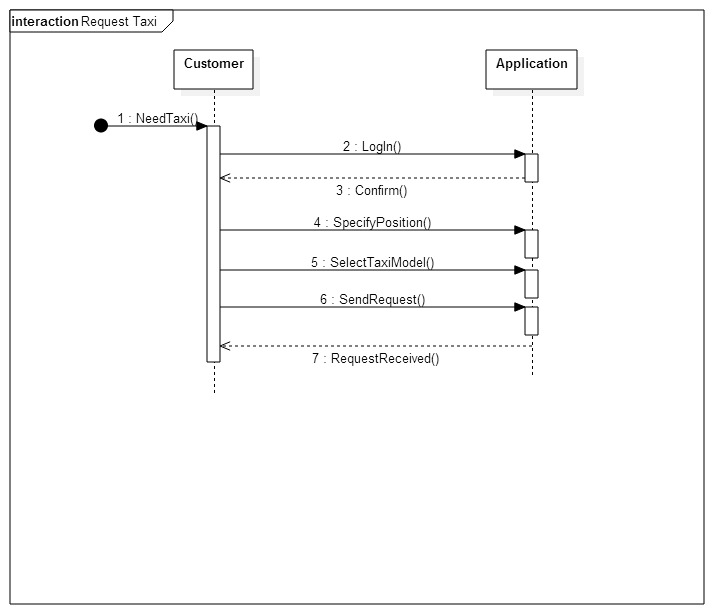 interaction Request Taxi
Customer
Application
1 : NeedTaxi()
2 : LogIn()
3 : Confirm()
4 : SpecifyPosition()
5 : SelectTaxiModel()
6 : SendRequest()
7 : RequestReceived()